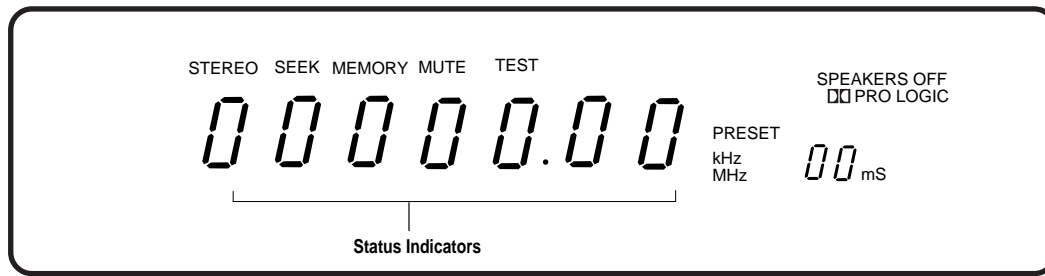 STEREO SEEK MEMORY MUTE TEST
SPEAKERS OFF
PRO LOGIC
00000.00
PRESET
kHz
MHz
00 mS
Status Indicators